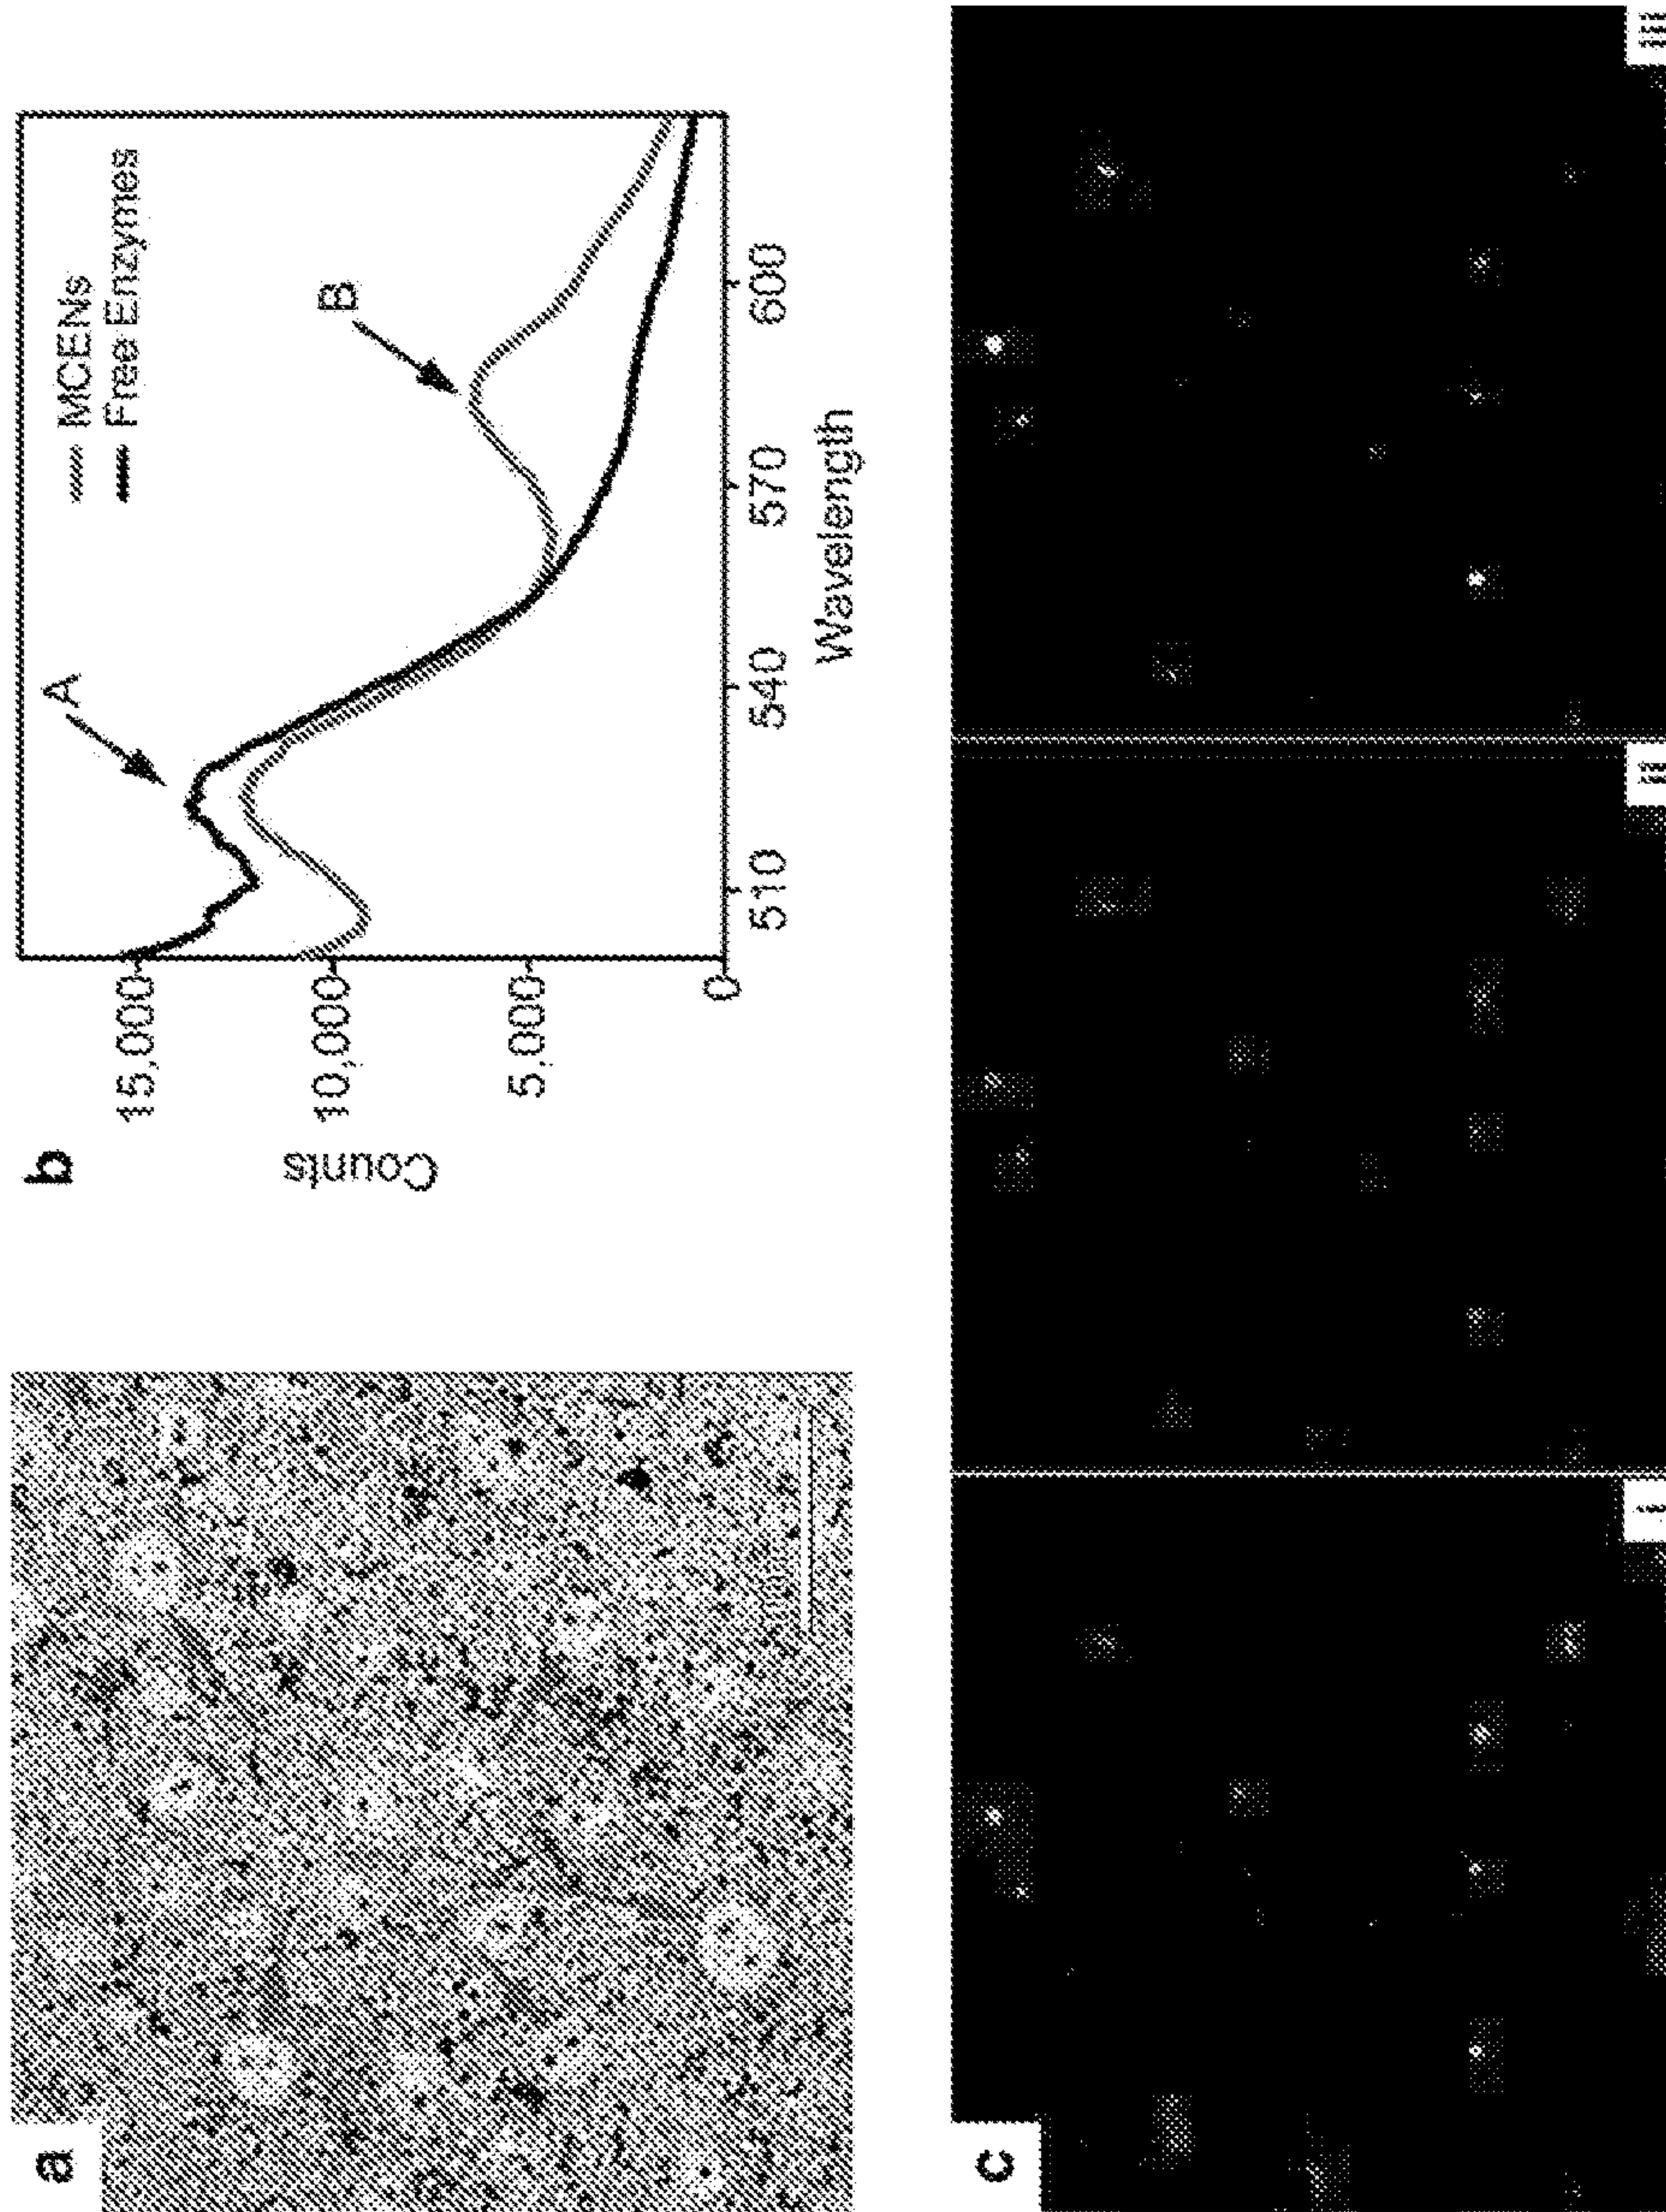 a
b
Counts
15,000
10,000
5,000
0
MCENs
Free Enzymes
A
B
510
540
570
600
Wavelength
c
i
ii
iii